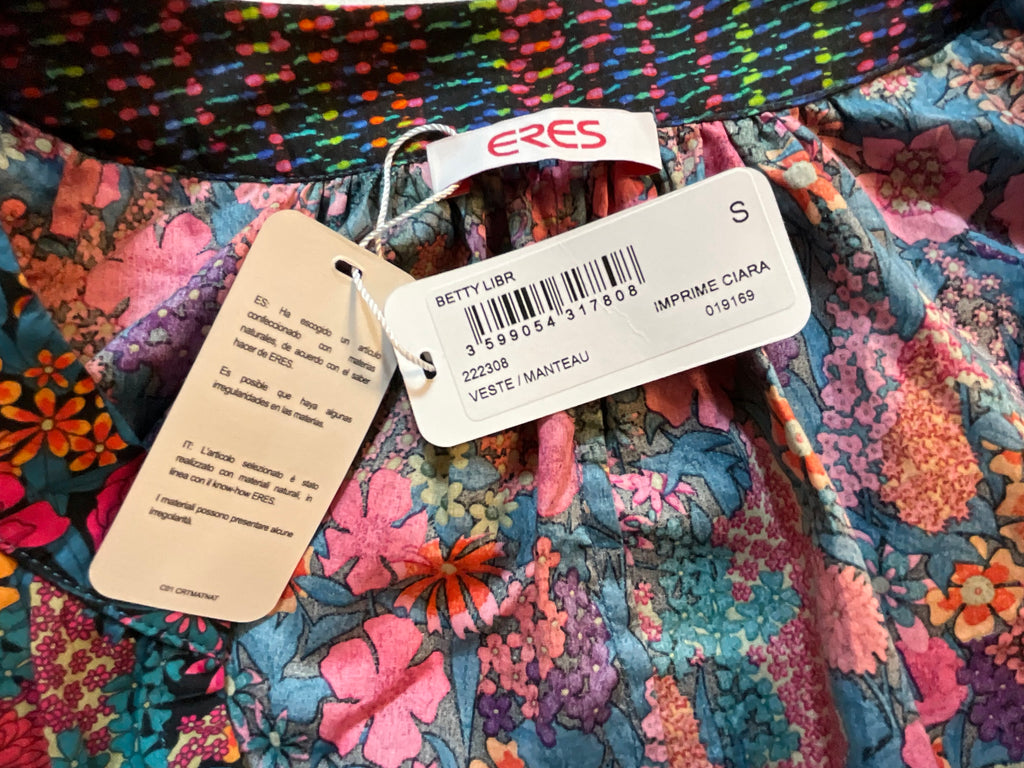 ERES
S
BETTY LIBR
3 599054 317808
IMPRIME CIARA
019169
222308
VESTE / MANTEAU
ES: Ha escogido un artículo
confeccionado con materias
naturales, de acuerdo con el saber
hacer de ERES.
Es posible que haya algunas
irregularidades en las materias.
IT: L'articolo selezionato è stato
realizzato con materiali naturali, in
linea con il know-how ERES.
I materiali possono presentare alcune
irregolarità.
C01 CRTMATNAT